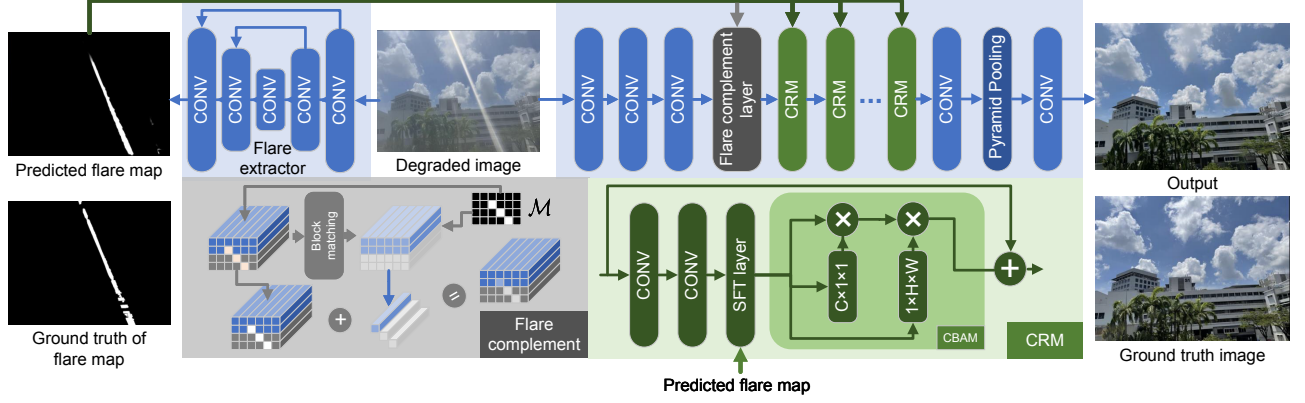 CONV
CONV
CONV
CONV
CONV
Flare
extractor
Predicted flare map
Degraded image
CONV
CONV
CONV
Flare complement
layer
CRM
CRM
...
CRM
CONV
Pyramid Pooling
CONV
Output
Ground truth of
flare map
Block
matching
M
+
=
Flare
complement
CONV
CONV
SFT layer
×
C×1×1
×
1×H×W
CBAM
+
CRM
Predicted flare map
Ground truth image